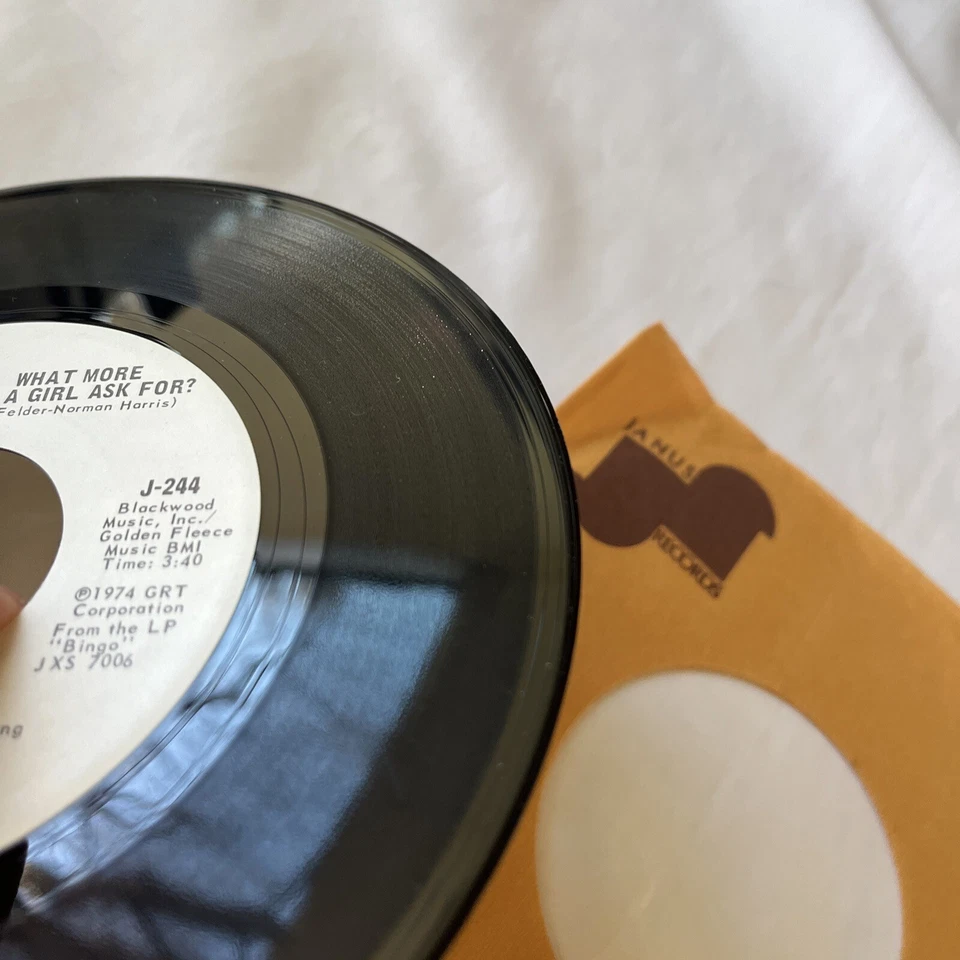 WHAT MORE
A GIRL ASK FOR?
Felder-Norman Harris)
J-244
Blackwood
Music, Inc./
Golden Fleece
Music BMI
Time: 3:40
℗1974 GRT
Corporation
From the LP
"Bingo"
JXS 7006
ng
JANUS
RECORDS